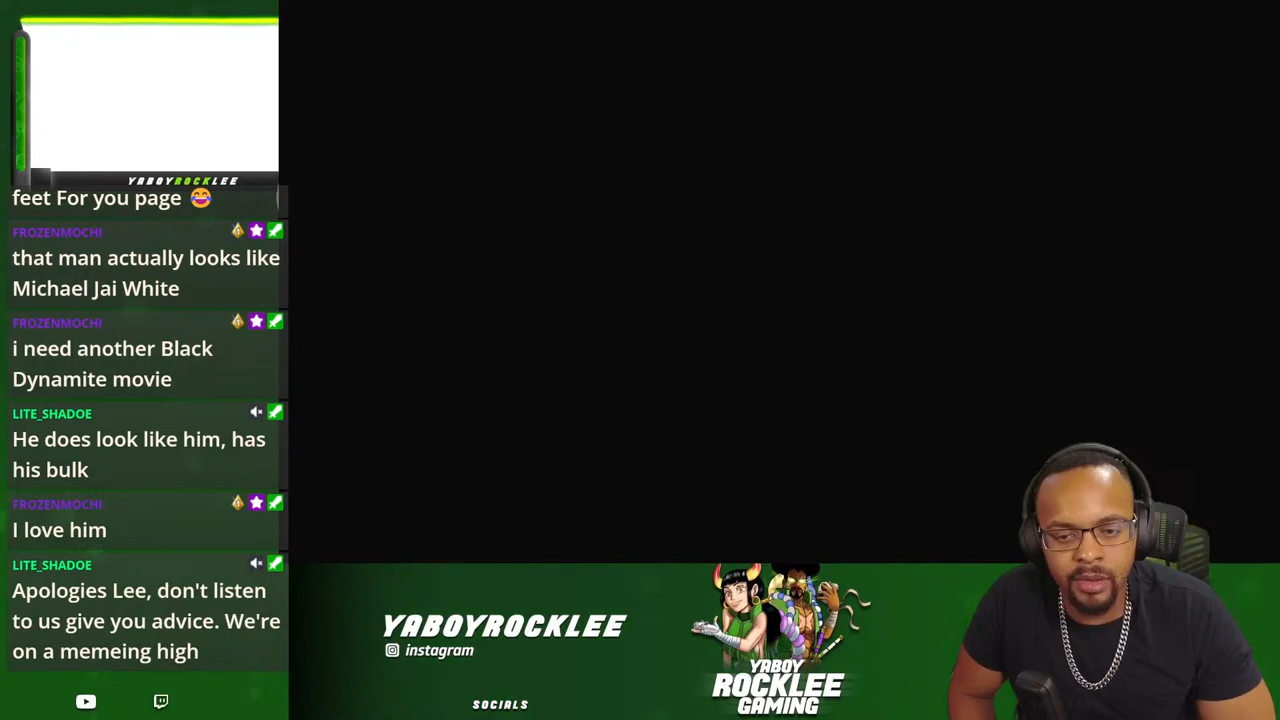 YABOYROCKLEE
feet For you page 😂
FROZENMOCHI
that man actually looks like
Michael Jai White
FROZENMOCHI
i need another Black
Dynamite movie
LITE_SHADOE
He does look like him, has
his bulk
FROZENMOCHI
I love him
LITE_SHADOE
Apologies Lee, don't listen
to us give you advice. We're
on a memeing high
YABOYROCKLEE
instagram
SOCIALS
YABOY
ROCKLEE
GAMING